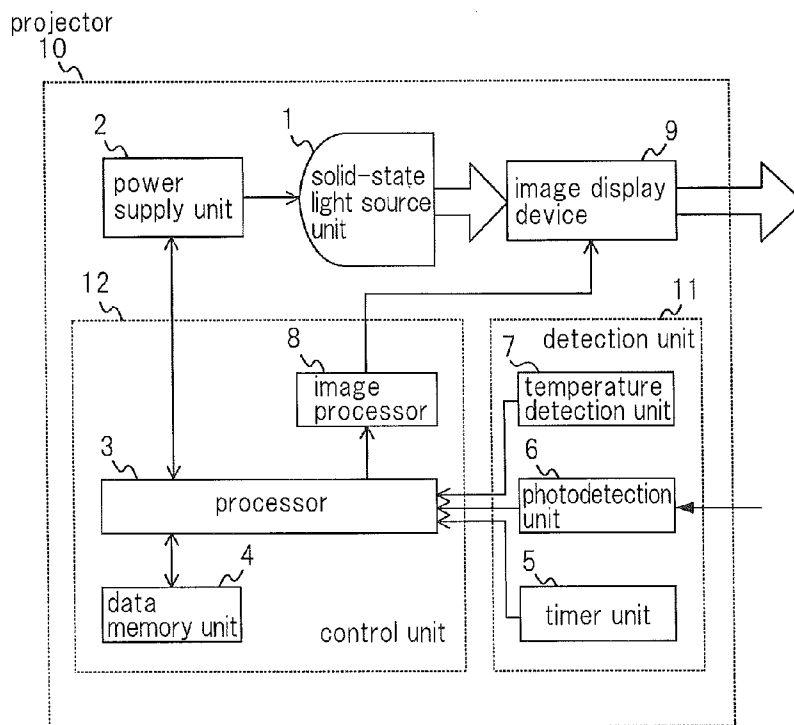 projector
10
2
power
supply unit
1
solid-state
light source
unit
9
image display
device
12
11
detection unit
8
image
processor
7
temperature
detection unit
3
processor
6
photodetection
unit
4
data
memory unit
5
timer unit
control unit